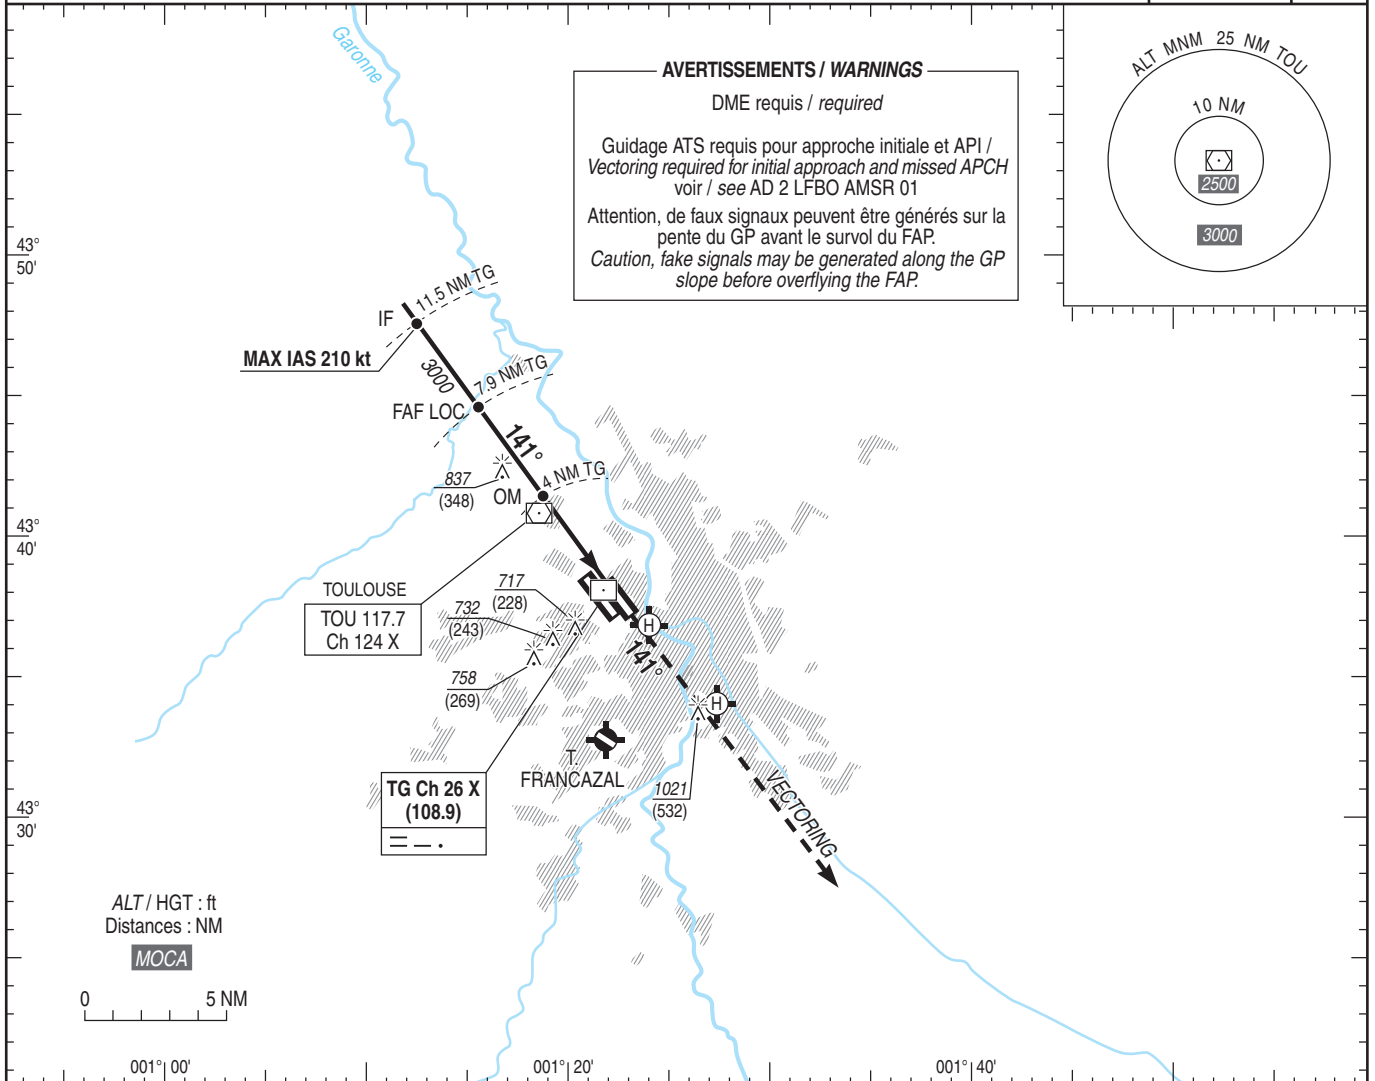 Garonne
AVERTISSEMENTS / WARNINGS
DME requis / required
Guidage ATS requis pour approche initiale et API /
Vectoring required for initial approach and missed APCH
voir / see AD 2 LFBO AMSR 01
Attention, de faux signaux peuvent être générés sur la
pente du GP avant le survol du FAP.
Caution, fake signals may be generated along the GP
slope before overflying the FAP.
ALT MNM 25 NM TOU
10 NM
2500
3000
43°
50'
11.5 NM TG
IF
MAX IAS 210 kt
3000
7.9 NM TG
FAF LOC
141°
837
(348)
4 NM TG
OM
43°
40'
TOULOUSE
TOU 117.7
Ch 124 X
717
(228)
732
(243)
758
(269)
H
141°
H
T.
FRANCAZAL
TG Ch 26 X
(108.9)
1021
(532)
VECTORING
43°
30'
ALT / HGT : ft
Distances : NM
MOCA
0 5 NM
001° 00' 001° 20' 001° 40'